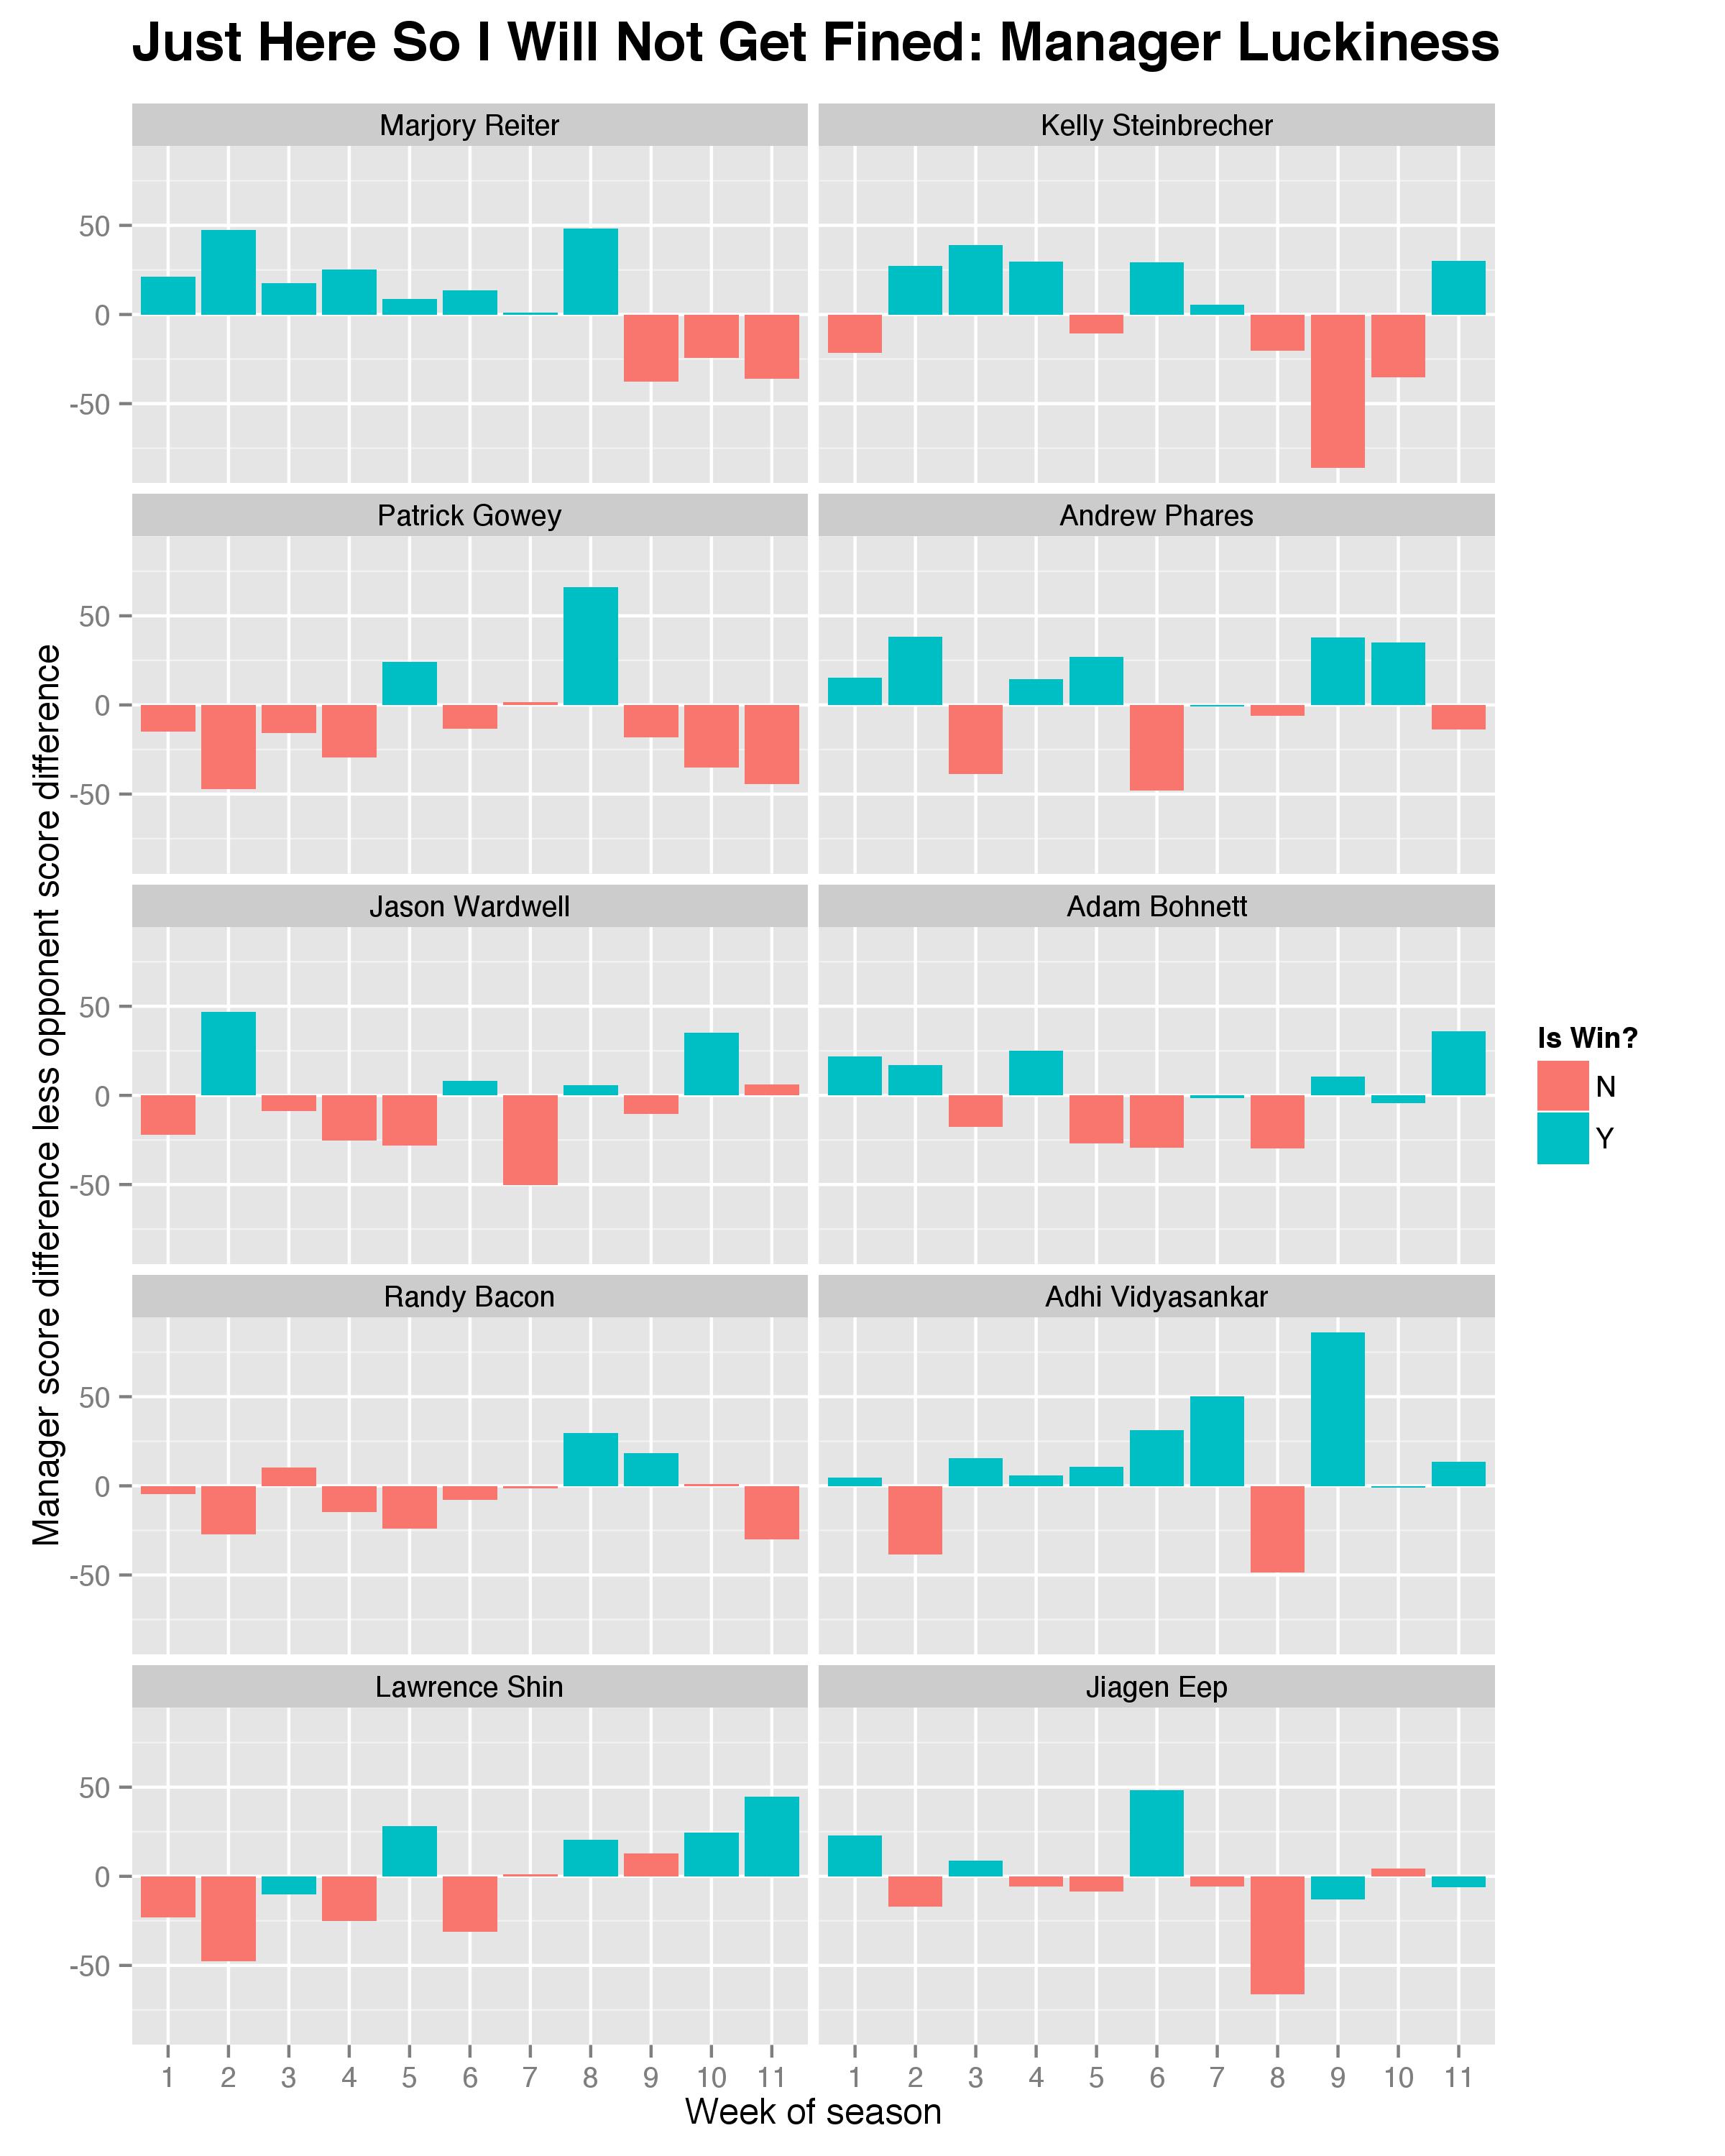 Just Here So I Will Not Get Fined: Manager Luckiness
Manager score difference less opponent score difference
Marjory Reiter
Kelly Steinbrecher
50
0
-50
Patrick Gowey
Andrew Phares
50
0
-50
Jason Wardwell
Adam Bohnett
50
0
-50
Is Win?
N
Y
Randy Bacon
Adhi Vidyasankar
50
0
-50
Lawrence Shin
Jiagen Eep
50
0
-50
1 2 3 4 5 6 7 8 9 10 11
1 2 3 4 5 6 7 8 9 10 11
Week of season